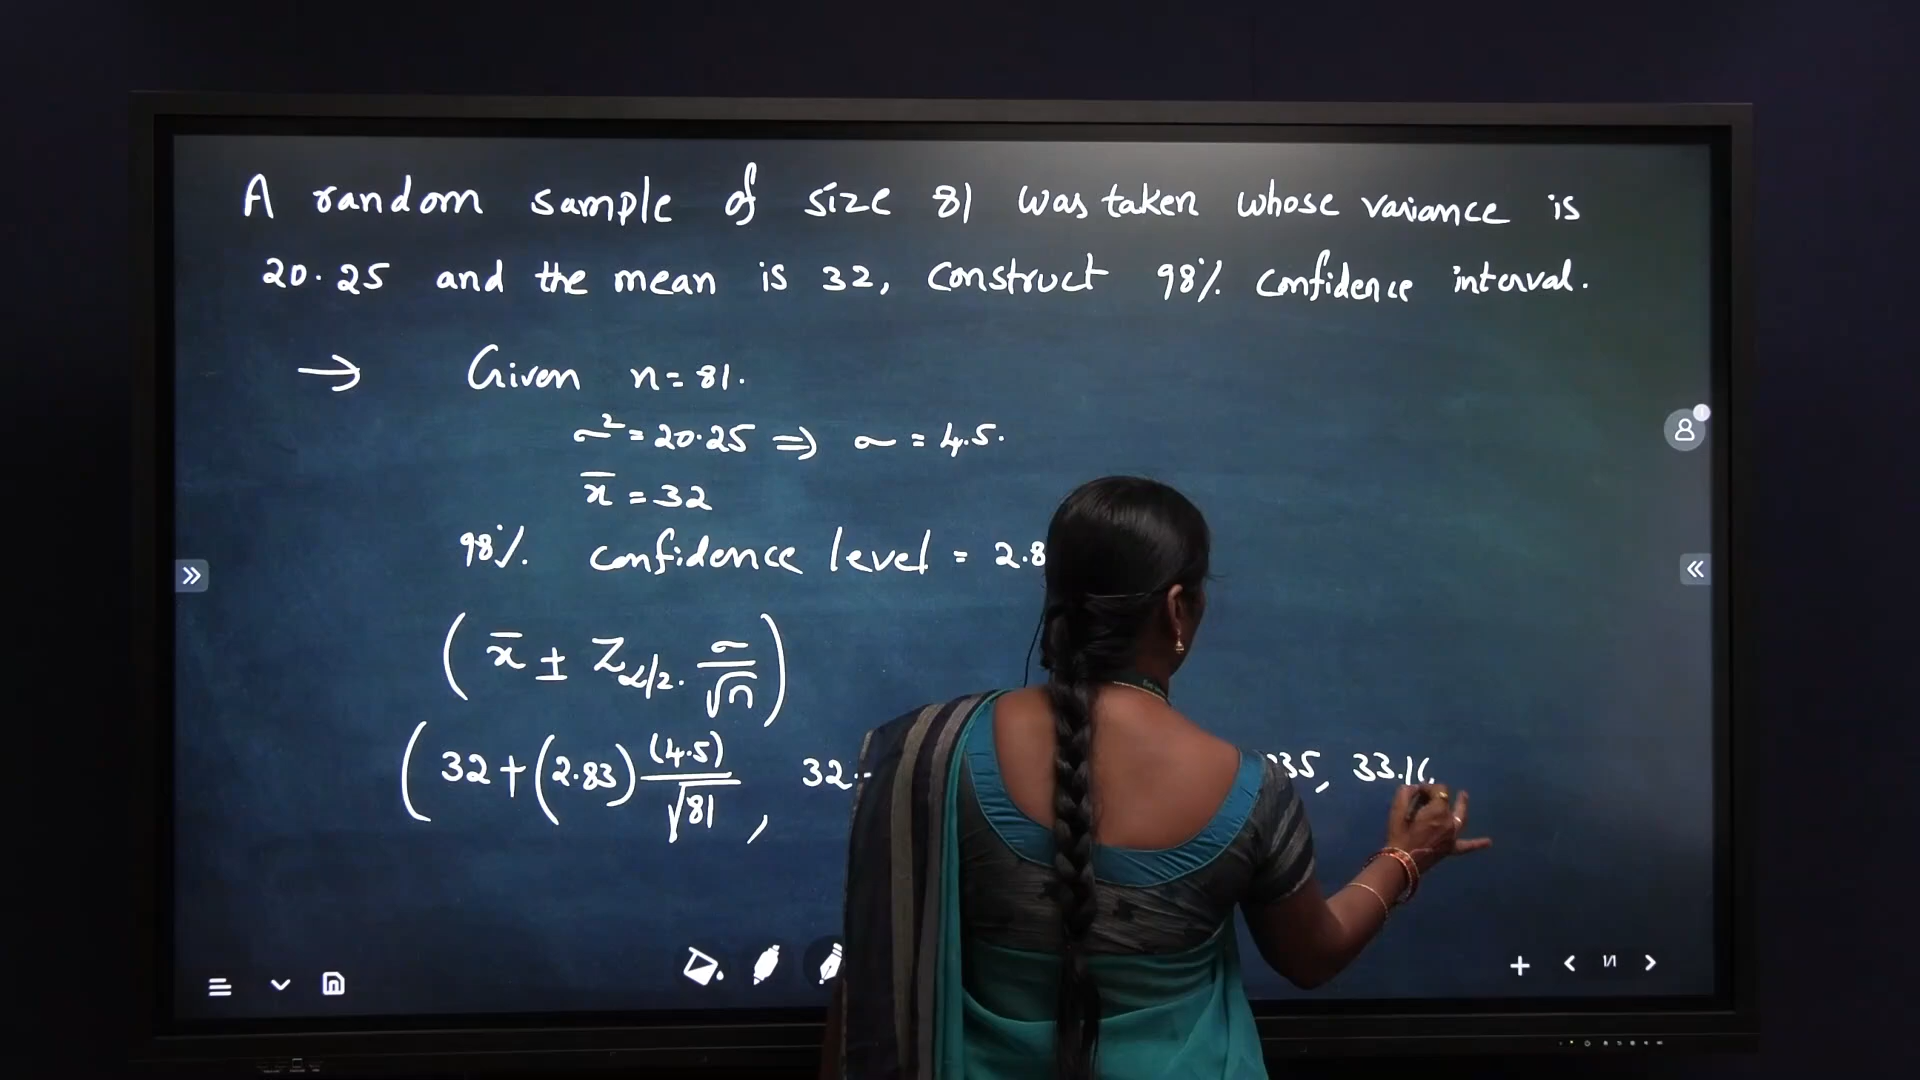 A random sample of size 81 was taken whose variance is
20.25 and the mean is 32, construct 98% confidence interval.
→ Given n = 81.
σ² = 20.25 ⇒ σ = 4.5.
x̄ = 32
98% confidence level = 2.8
(x̄ ± Z α/2 · σ/√n)
(32 + (2.83) (4.5)/√81 , 32 - 35, 33.1
1/1